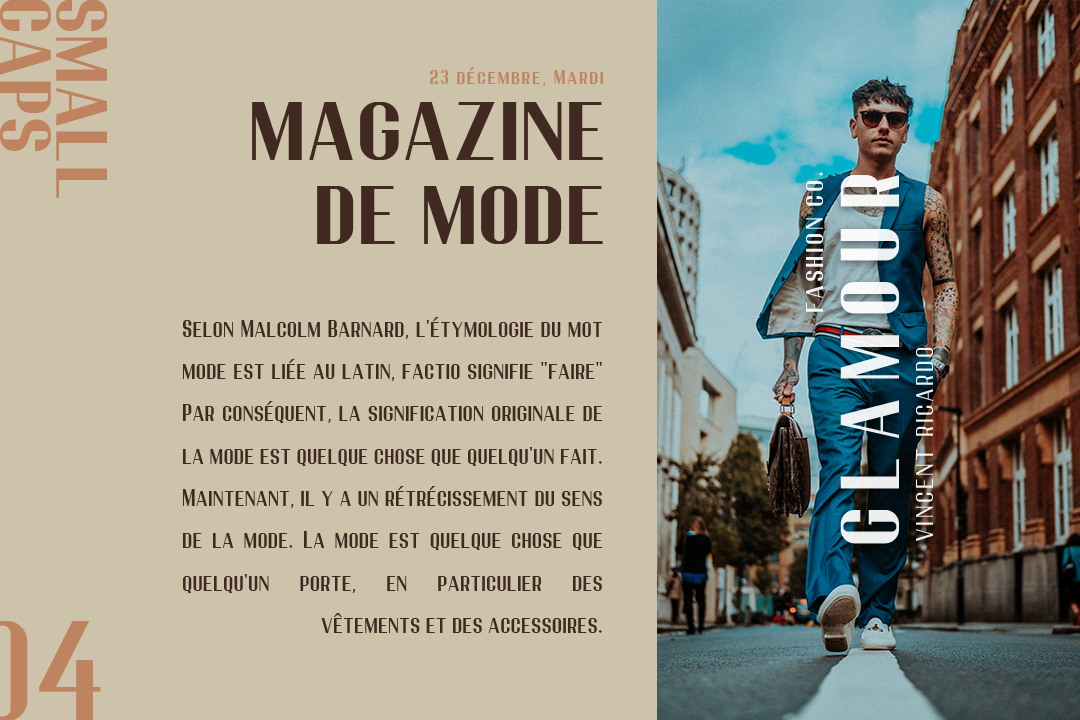 SMALL
CAPS
23 DÉCEMBRE, MARDI
MAGAZINE
DE MODE
SELON MALCOLM BARNARD, L'ÉTYMOLOGIE DU MOT
MODE EST LIÉE AU LATIN, FACTIO SIGNIFIE "FAIRE"
PAR CONSÉQUENT, LA SIGNIFICATION ORIGINALE DE
LA MODE EST QUELQUE CHOSE QUE QUELQU'UN FAIT.
MAINTENANT, IL Y A UN RÉTRÉCISSEMENT DU SENS
DE LA MODE. LA MODE EST QUELQUE CHOSE QUE
QUELQU'UN PORTE, EN PARTICULIER DES
VÊTEMENTS ET DES ACCESSOIRES.
04
FASHION CO.
GLAMOUR
VINCENT RICARDO